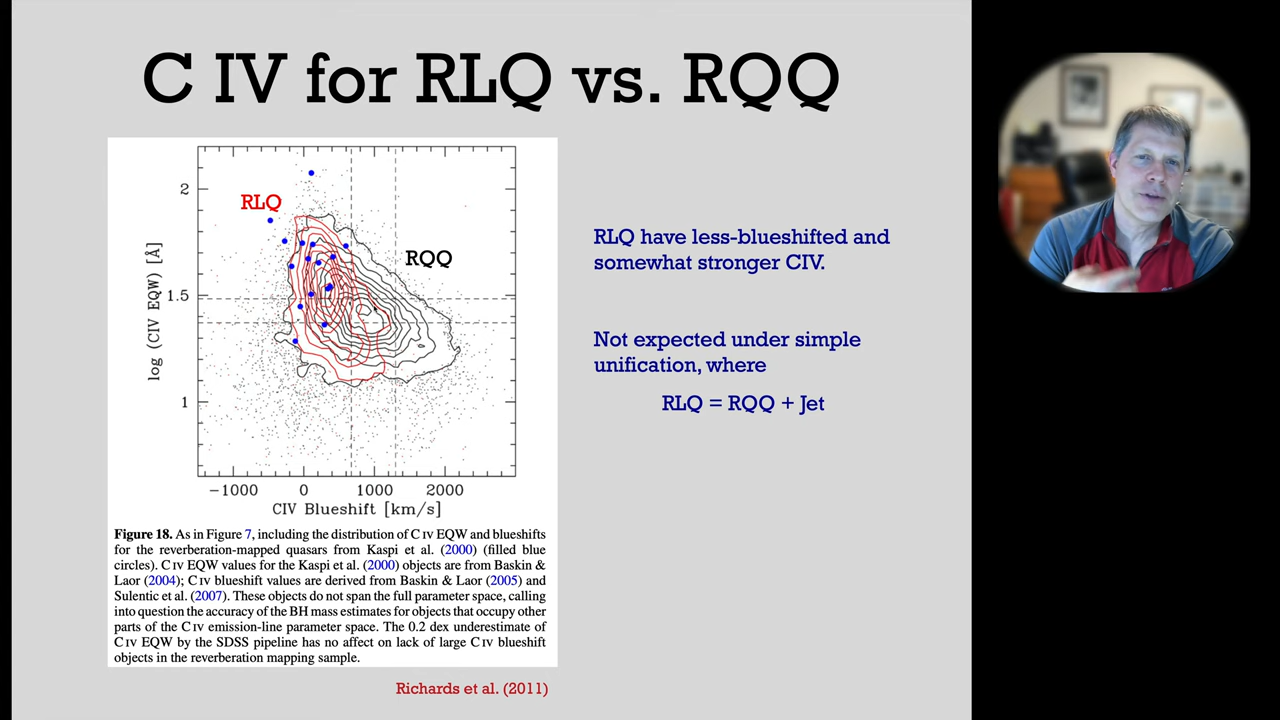 C IV for RLQ vs. RQQ
RLQ
RQQ
2
1.5
1
log (CIV EQW) [Å]
−1000 0 1000 2000
CIV Blueshift [km/s]
Figure 18. As in Figure 7, including the distribution of C IV EQW and blueshifts
for the reverberation-mapped quasars from Kaspi et al. (2000) (filled blue
circles). C IV EQW values for the Kaspi et al. (2000) objects are from Baskin &
Laor (2004); C IV blueshift values are derived from Baskin & Laor (2005) and
Sulentic et al. (2007). These objects do not span the full parameter space, calling
into question the accuracy of the BH mass estimates for objects that occupy other
parts of the C IV emission-line parameter space. The 0.2 dex underestimate of
C IV EQW by the SDSS pipeline has no affect on lack of large C IV blueshift
objects in the reverberation mapping sample.
Richards et al. (2011)
RLQ have less-blueshifted and
somewhat stronger CIV.
Not expected under simple
unification, where
RLQ = RQQ + Jet